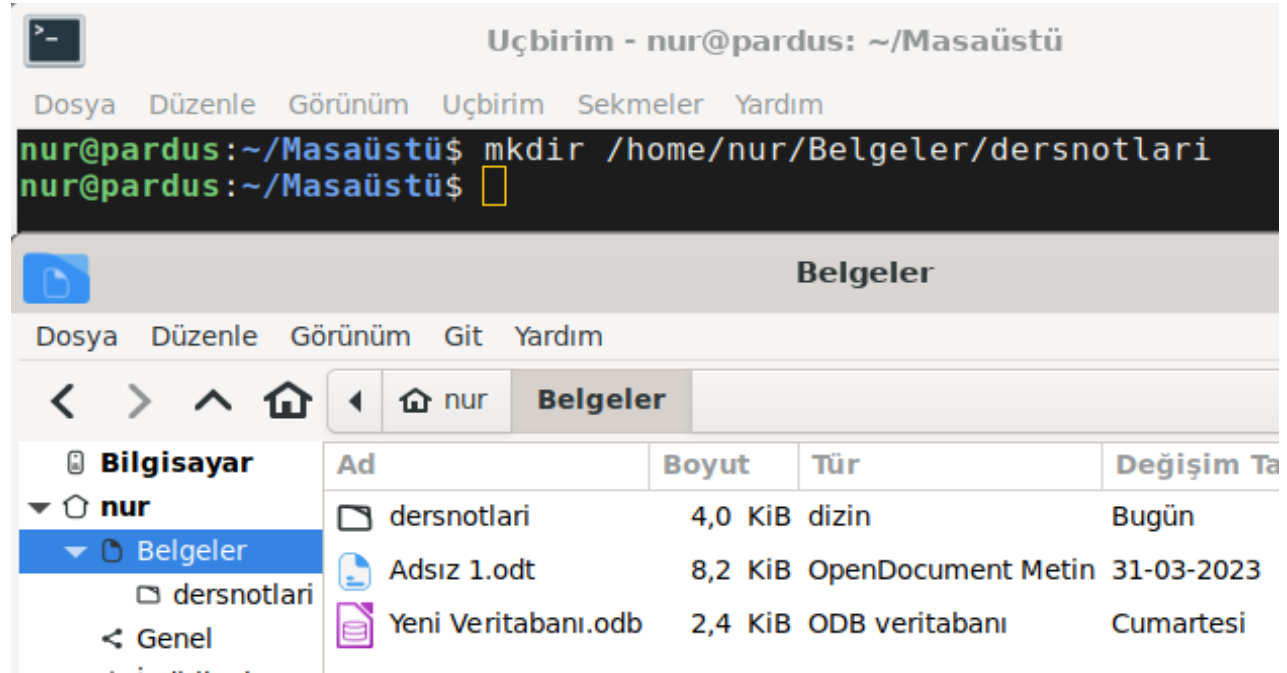 Uçbirim - nur@pardus: ~/Masaüstü
Dosya Düzenle Görünüm Uçbirim Sekmeler Yardım
nur@pardus:~/Masaüstü$ mkdir /home/nur/Belgeler/dersnotlari
nur@pardus:~/Masaüstü$
Belgeler
Dosya Düzenle Görünüm Git Yardım
nur Belgeler
Bilgisayar
nur
Belgeler
dersnotlari
Genel
Ad Boyut Tür Değişim Ta
dersnotlari 4,0 KiB dizin Bugün
Adsız 1.odt 8,2 KiB OpenDocument Metin 31-03-2023
Yeni Veritabanı.odb 2,4 KiB ODB veritabanı Cumartesi